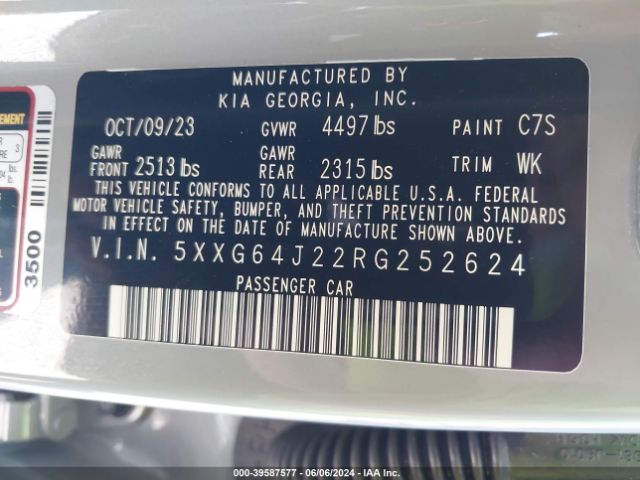 MANUFACTURED BY
KIA GEORGIA, INC.
OCT/09/23 GVWR 4497 lbs PAINT C7S
GAWR FRONT 2513 lbs GAWR REAR 2315 lbs TRIM WK
THIS VEHICLE CONFORMS TO ALL APPLICABLE U.S.A. FEDERAL
MOTOR VEHICLE SAFETY, BUMPER, AND THEFT PREVENTION STANDARDS
IN EFFECT ON THE DATE OF MANUFACTURE SHOWN ABOVE.
V.I.N. 5XXG64J22RG252624
PASSENGER CAR
3500
000-39587577 - 06/06/2024 - IAA Inc.